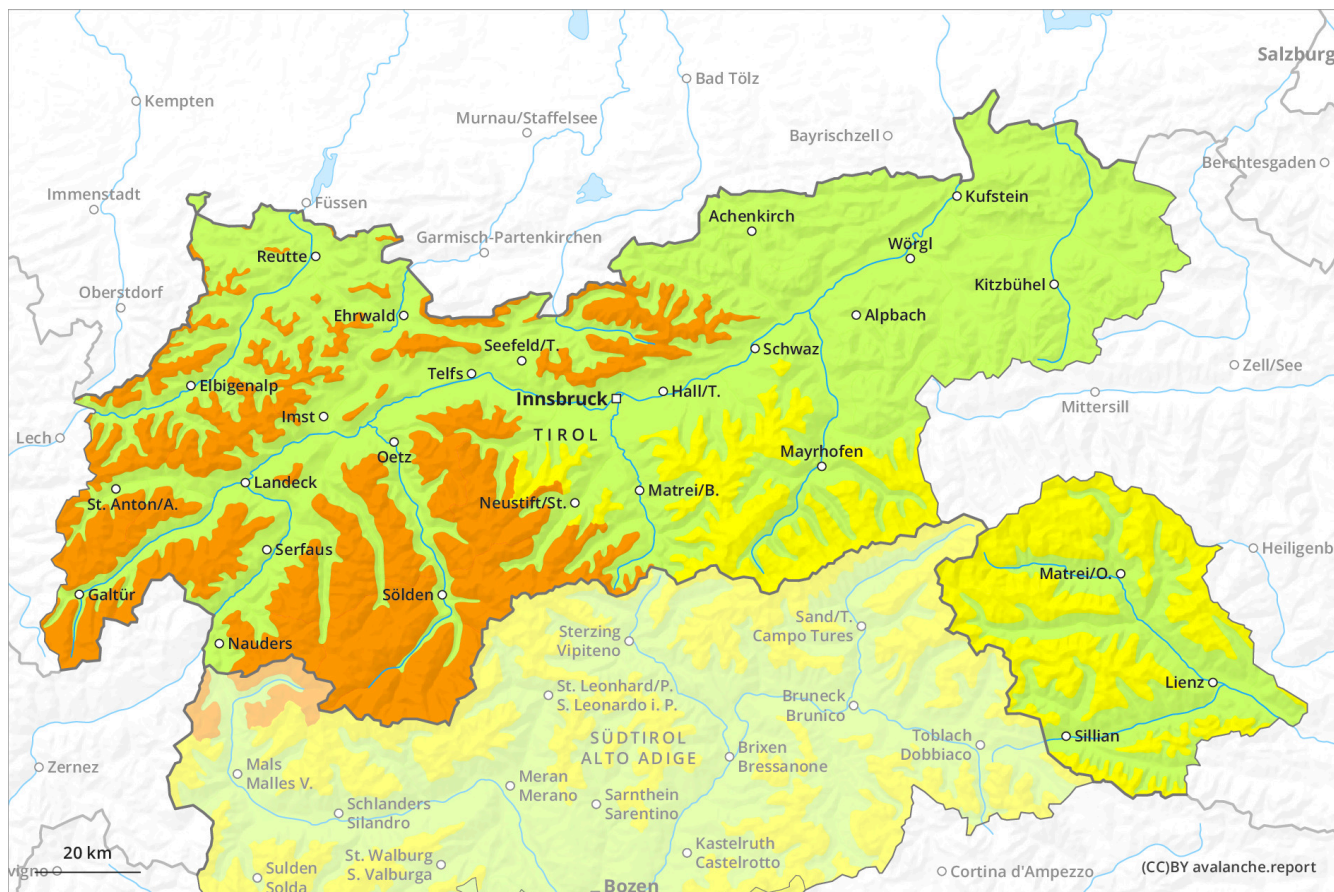 Salzburg
Bad Tölz
Kempten
Murnau/Staffelsee
Bayrischzell
Berchtesgaden
Immenstadt
Füssen
Kufstein
Achenkirch
Garmisch-Partenkirchen
Wörgl
Reutte
Kitzbühel
Oberstdorf
Ehrwald
Alpbach
Seefeld/T.
Schwaz
Zell/See
Telfs
Elbigenalp
Hall/T.
Innsbruck
Mittersill
Imst
TIROL
Lech
Mayrhofen
Oetz
Landeck
Matrei/B.
St. Anton/A.
Neustift/St.
Serfaus
Heiligenb
Matrei/O.
Galtür
Sölden
Sand/T.
Campo Tures
Sterzing
Vipiteno
Nauders
Lienz
St. Leonhard/P.
S. Leonardo i. P.
Bruneck
Brunico
Sillian
Toblach
Dobbiaco
SÜDTIROL
ALTO ADIGE
Brixen
Bressanone
Zernez
Mals
Malles V.
Meran
Merano
Sarnthein
Sarentino
Schlanders
Silandro
20 km
Kastelruth
Castelrotto
St. Walburg
S. Valburga
(CC)BY avalanche.report
vigno
Sulden
Solda
Cortina d'Ampezzo
Bozen